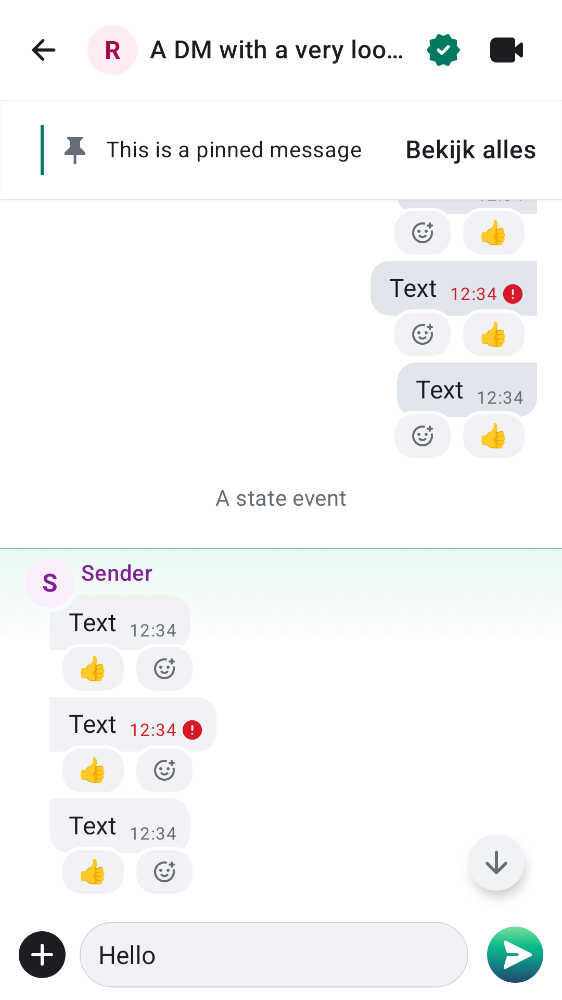 R A DM with a very loo...
This is a pinned message Bekijk alles
Text 12:34
Text 12:34
A state event
S Sender
Text 12:34
Text 12:34
Text 12:34
Hello